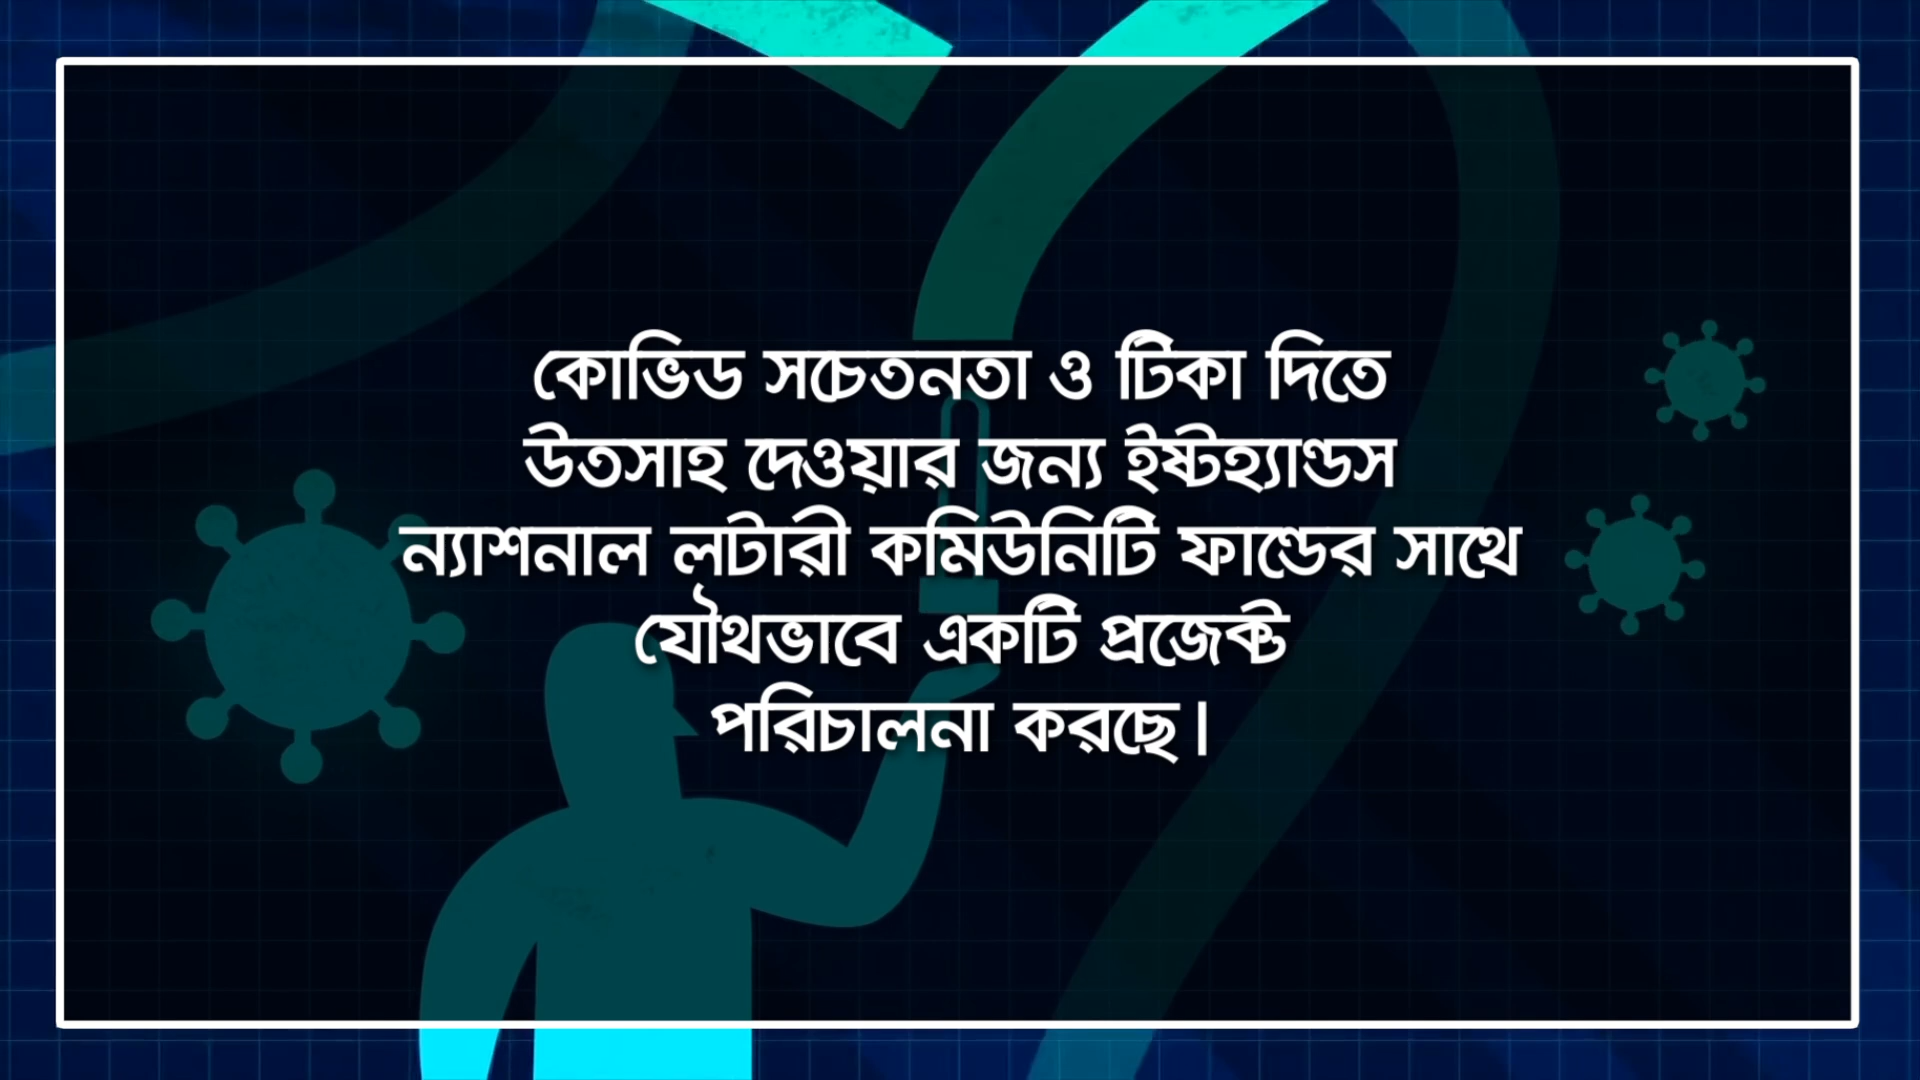 কোভিড সচেতনতা ও টিকা দিতে
উতসাহ দেওয়ার জন্য ইষ্টহ্যাণ্ডস
ন্যাশনাল লটারী কমিউনিটি ফাণ্ডের সাথে
যৌথভাবে একটি প্রজেক্ট
পরিচালনা করছে।